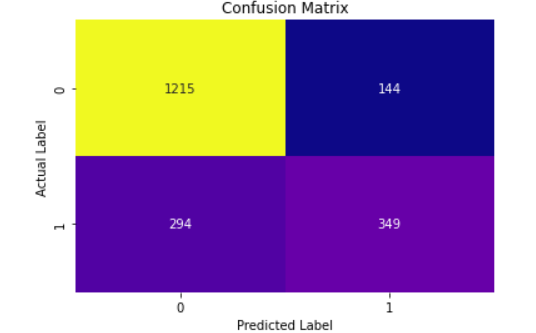 Confusion Matrix
0
1215
144
Actual Label
1
294
349
0
1
Predicted Label